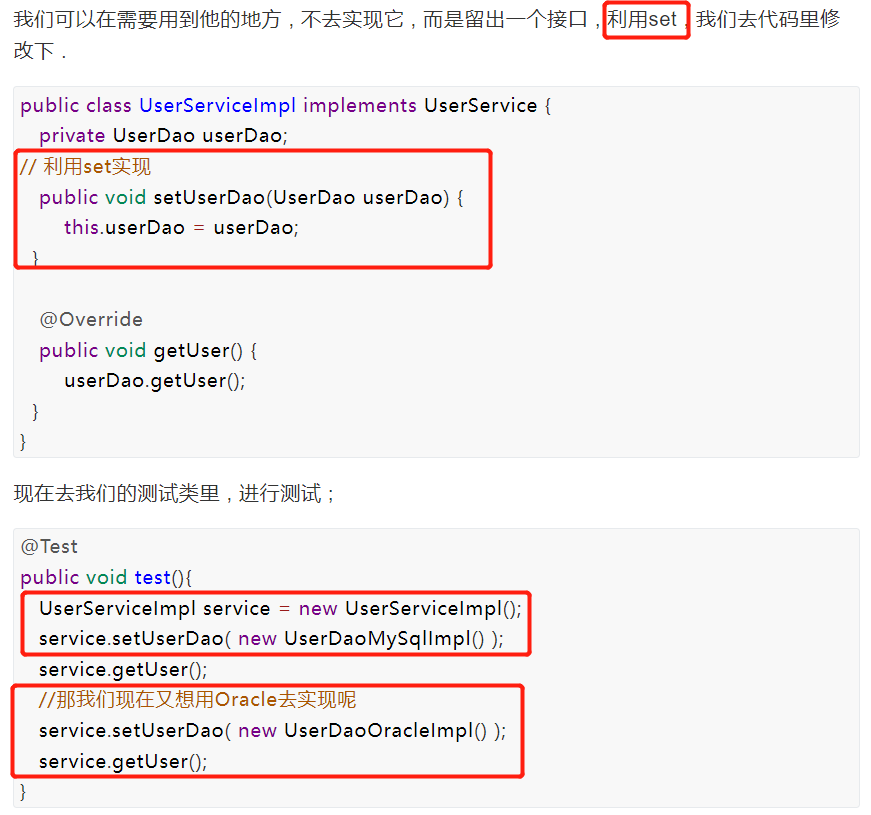 我们可以在需要用到他的地方 , 不去实现它 , 而是留出一个接口 , 利用set , 我们去代码里修
改下 .
public class UserServiceImpl implements UserService {
   private UserDao userDao;
// 利用set实现
   public void setUserDao(UserDao userDao) {
      this.userDao = userDao;
  }
   @Override
   public void getUser() {
      userDao.getUser();
  }
}
现在去我们的测试类里 , 进行测试 ;
@Test
public void test(){
   UserServiceImpl service = new UserServiceImpl();
   service.setUserDao( new UserDaoMySqlImpl() );
   service.getUser();
   //那我们现在又想用Oracle去实现呢
   service.setUserDao( new UserDaoOracleImpl() );
   service.getUser();
}